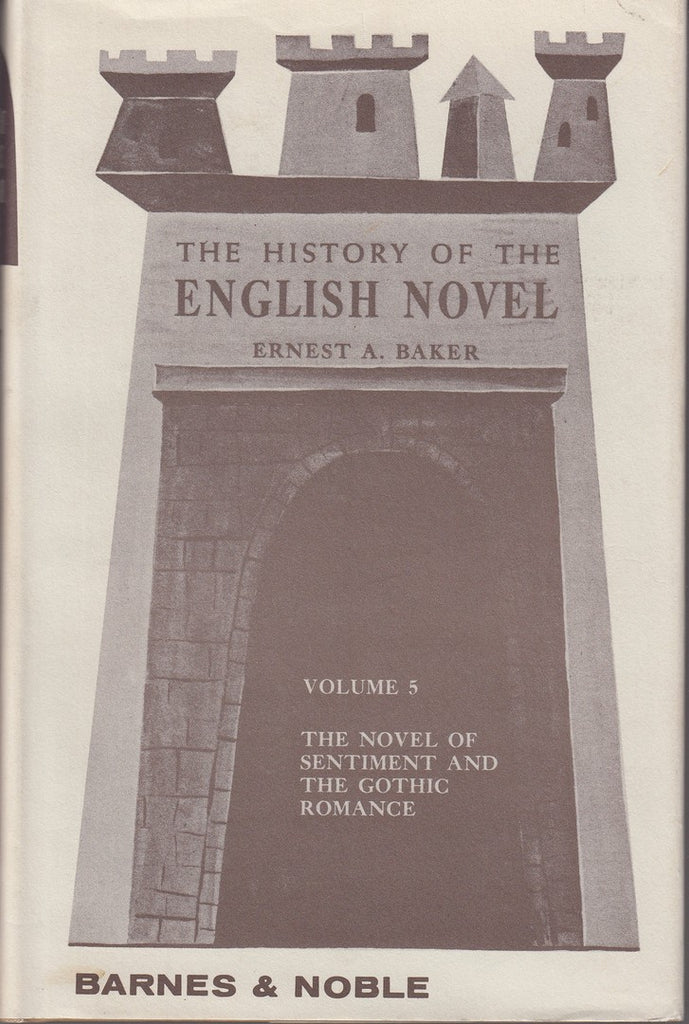 THE HISTORY OF THE
ENGLISH NOVEL
ERNEST A. BAKER
VOLUME 5
THE NOVEL OF
SENTIMENT AND
THE GOTHIC
ROMANCE
BARNES & NOBLE